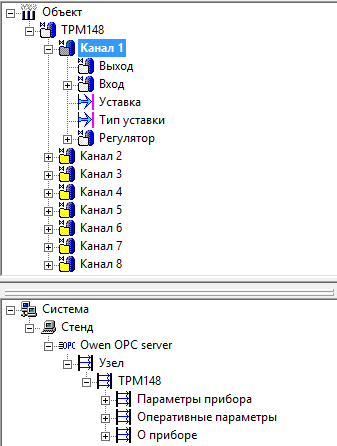 Объект
ТРМ148
Канал 1
Выход
Вход
Уставка
Тип уставки
Регулятор
Канал 2
Канал 3
Канал 4
Канал 5
Канал 6
Канал 7
Канал 8
Система
Стенд
OPC Owen OPC server
Узел
ТРМ148
Параметры прибора
Оперативные параметры
О приборе